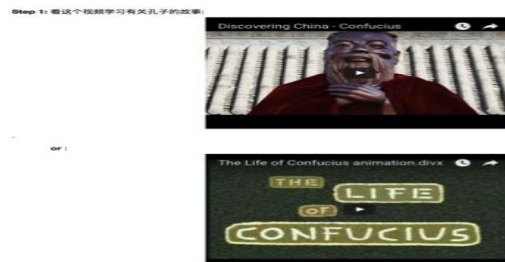 Step 1: 看这个视频学习有关孔子的故事:
Discovering China - Confucius
.
or :
The Life of Confucius animation.divx
THE
LIFE
OF
CONFUCIUS